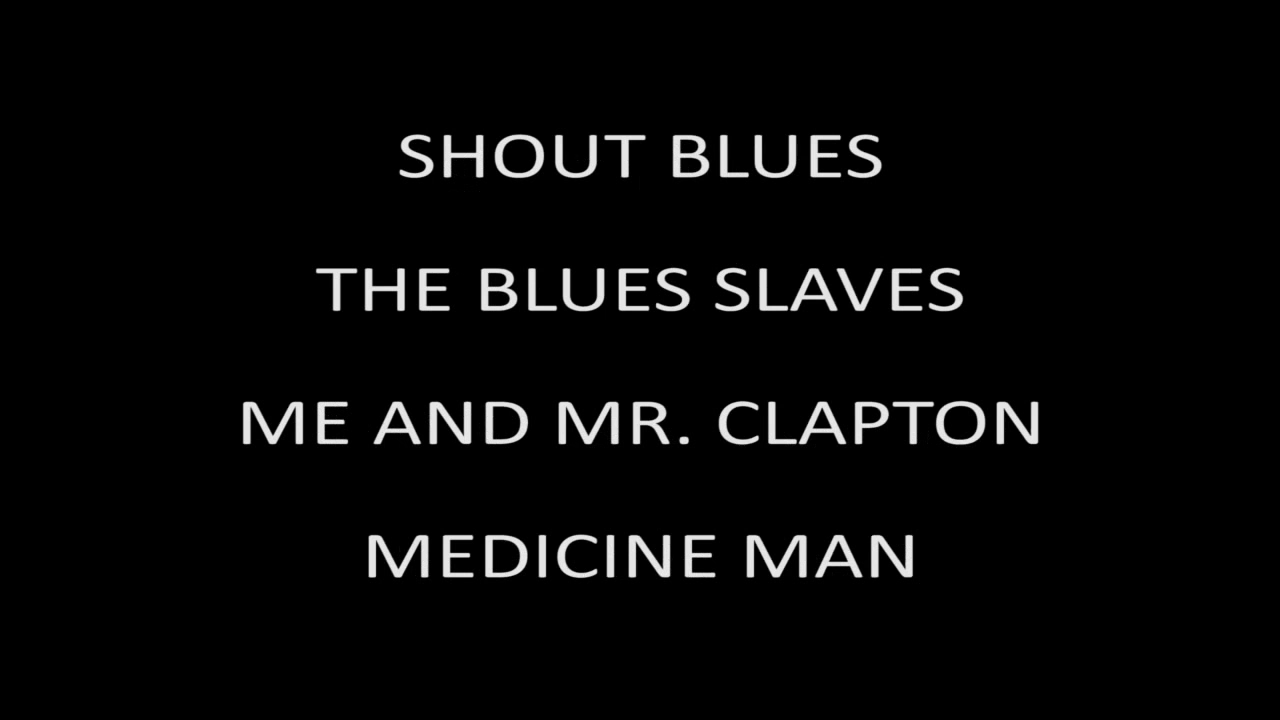 SHOUT BLUES
THE BLUES SLAVES
ME AND MR. CLAPTON
MEDICINE MAN